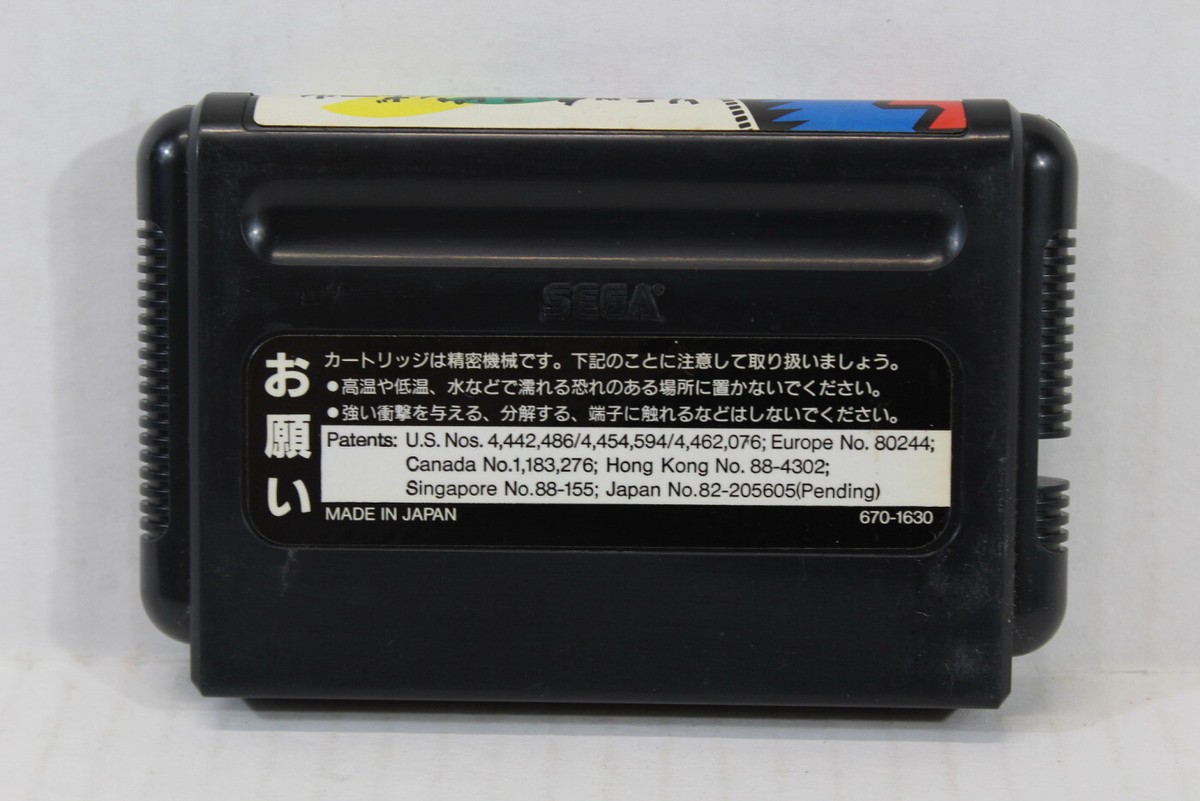 SEGA®
お願い
カートリッジは精密機械です。下記のことに注意して取り扱いましょう。
●高温や低温、水などで濡れる恐れのある場所に置かないでください。
●強い衝撃を与える、分解する、端子に触れるなどはしないでください。
Patents: U.S. Nos. 4,442,486/4,454,594/4,462,076; Europe No. 80244;
Canada No.1,183,276; Hong Kong No. 88-4302;
Singapore No.88-155; Japan No.82-205605(Pending)
MADE IN JAPAN 670-1630